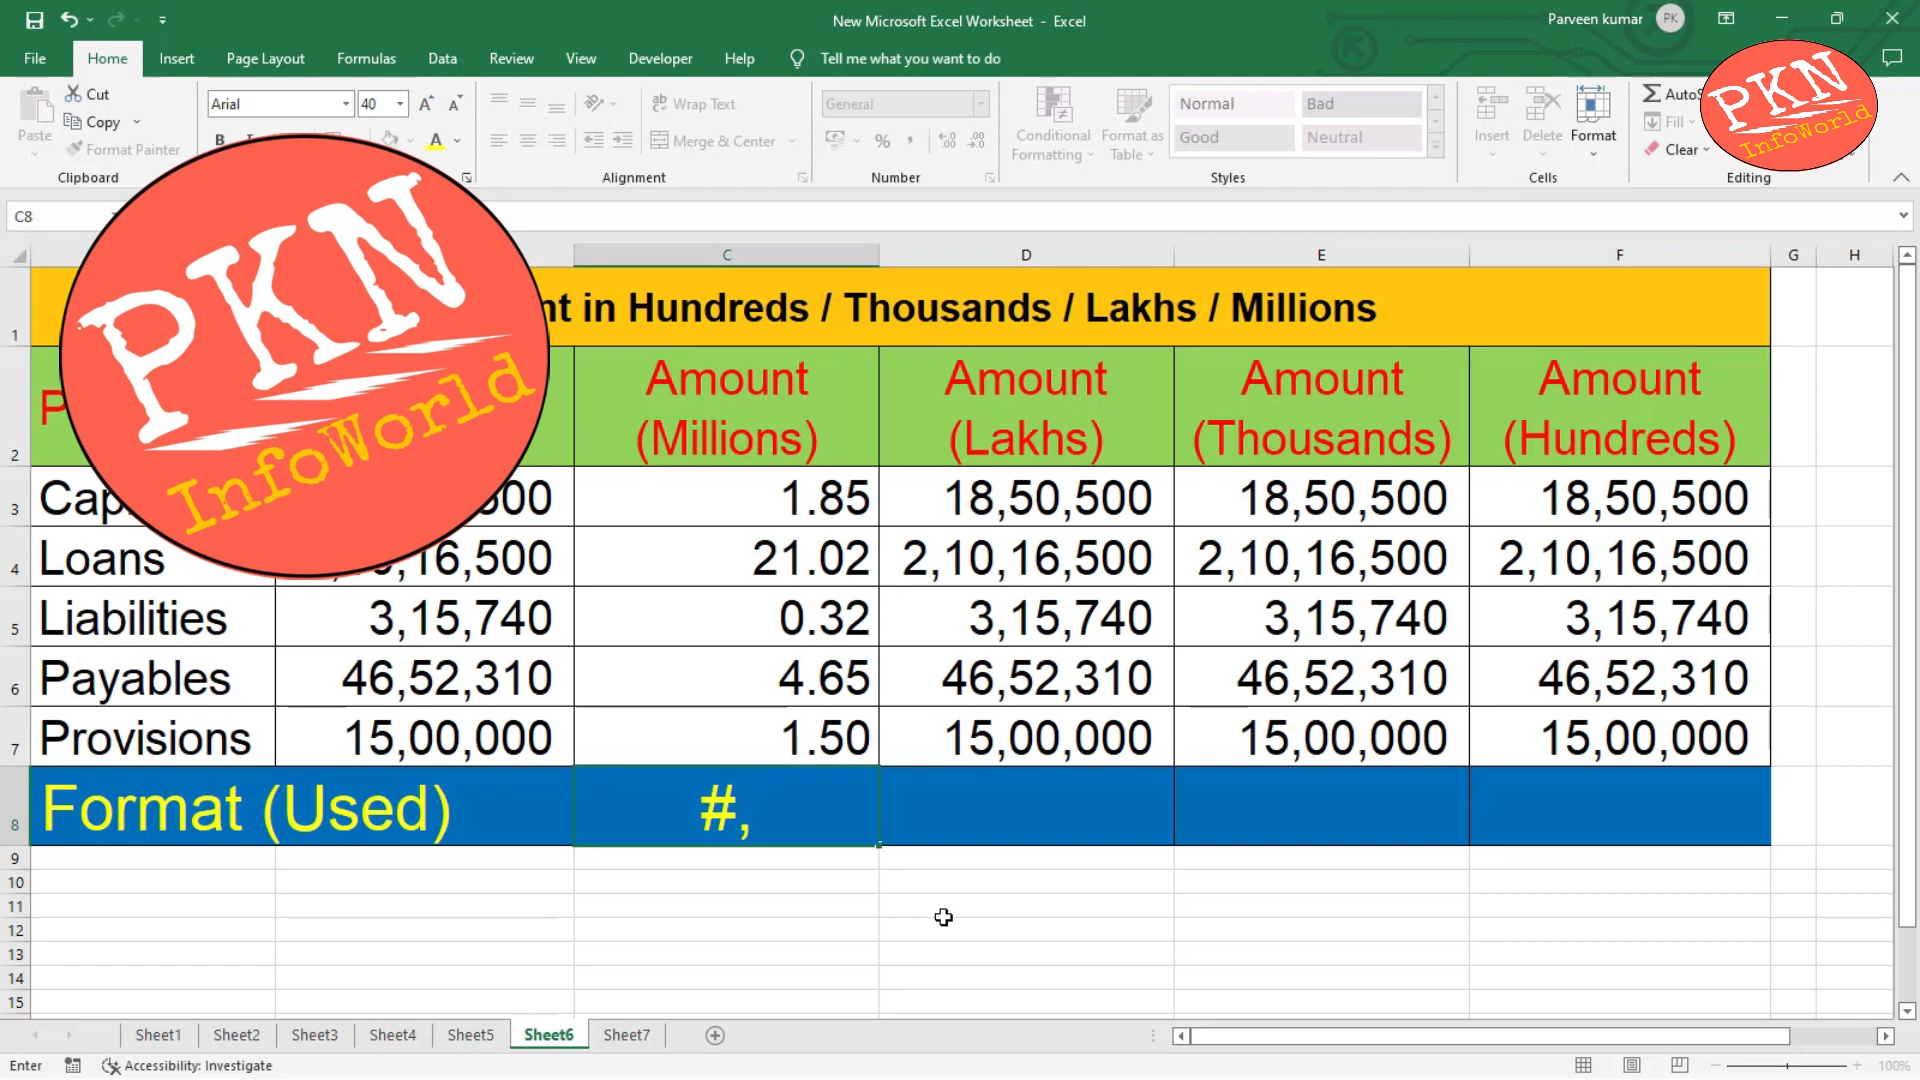 New Microsoft Excel Worksheet - Excel
Parveen kumar PK
File Home Insert Page Layout Formulas Data Review View Developer Help Tell me what you want to do
Cut
Copy
Format Painter
Paste
Clipboard
Arial 40
B
Wrap Text
Merge & Center
Alignment
General
Number
Conditional Formatting
Format as Table
Normal Bad
Good Neutral
Styles
Insert Delete Format
Cells
Fill
Clear
Editing
PKN
InfoWorld
C8
PKN
InfoWorld
C D E F G H
1 in Hundreds / Thousands / Lakhs / Millions
2 Amount (Millions) Amount (Lakhs) Amount (Thousands) Amount (Hundreds)
3 1.85 18,50,500 18,50,500 18,50,500
4 Loans 21.02 2,10,16,500 2,10,16,500 2,10,16,500
5 Liabilities 3,15,740 0.32 3,15,740 3,15,740 3,15,740
6 Payables 46,52,310 4.65 46,52,310 46,52,310 46,52,310
7 Provisions 15,00,000 1.50 15,00,000 15,00,000 15,00,000
8 Format (Used) #,
9
10
11
12
13
14
15
Sheet1 Sheet2 Sheet3 Sheet4 Sheet5 Sheet6 Sheet7
Enter Accessibility: Investigate 100%